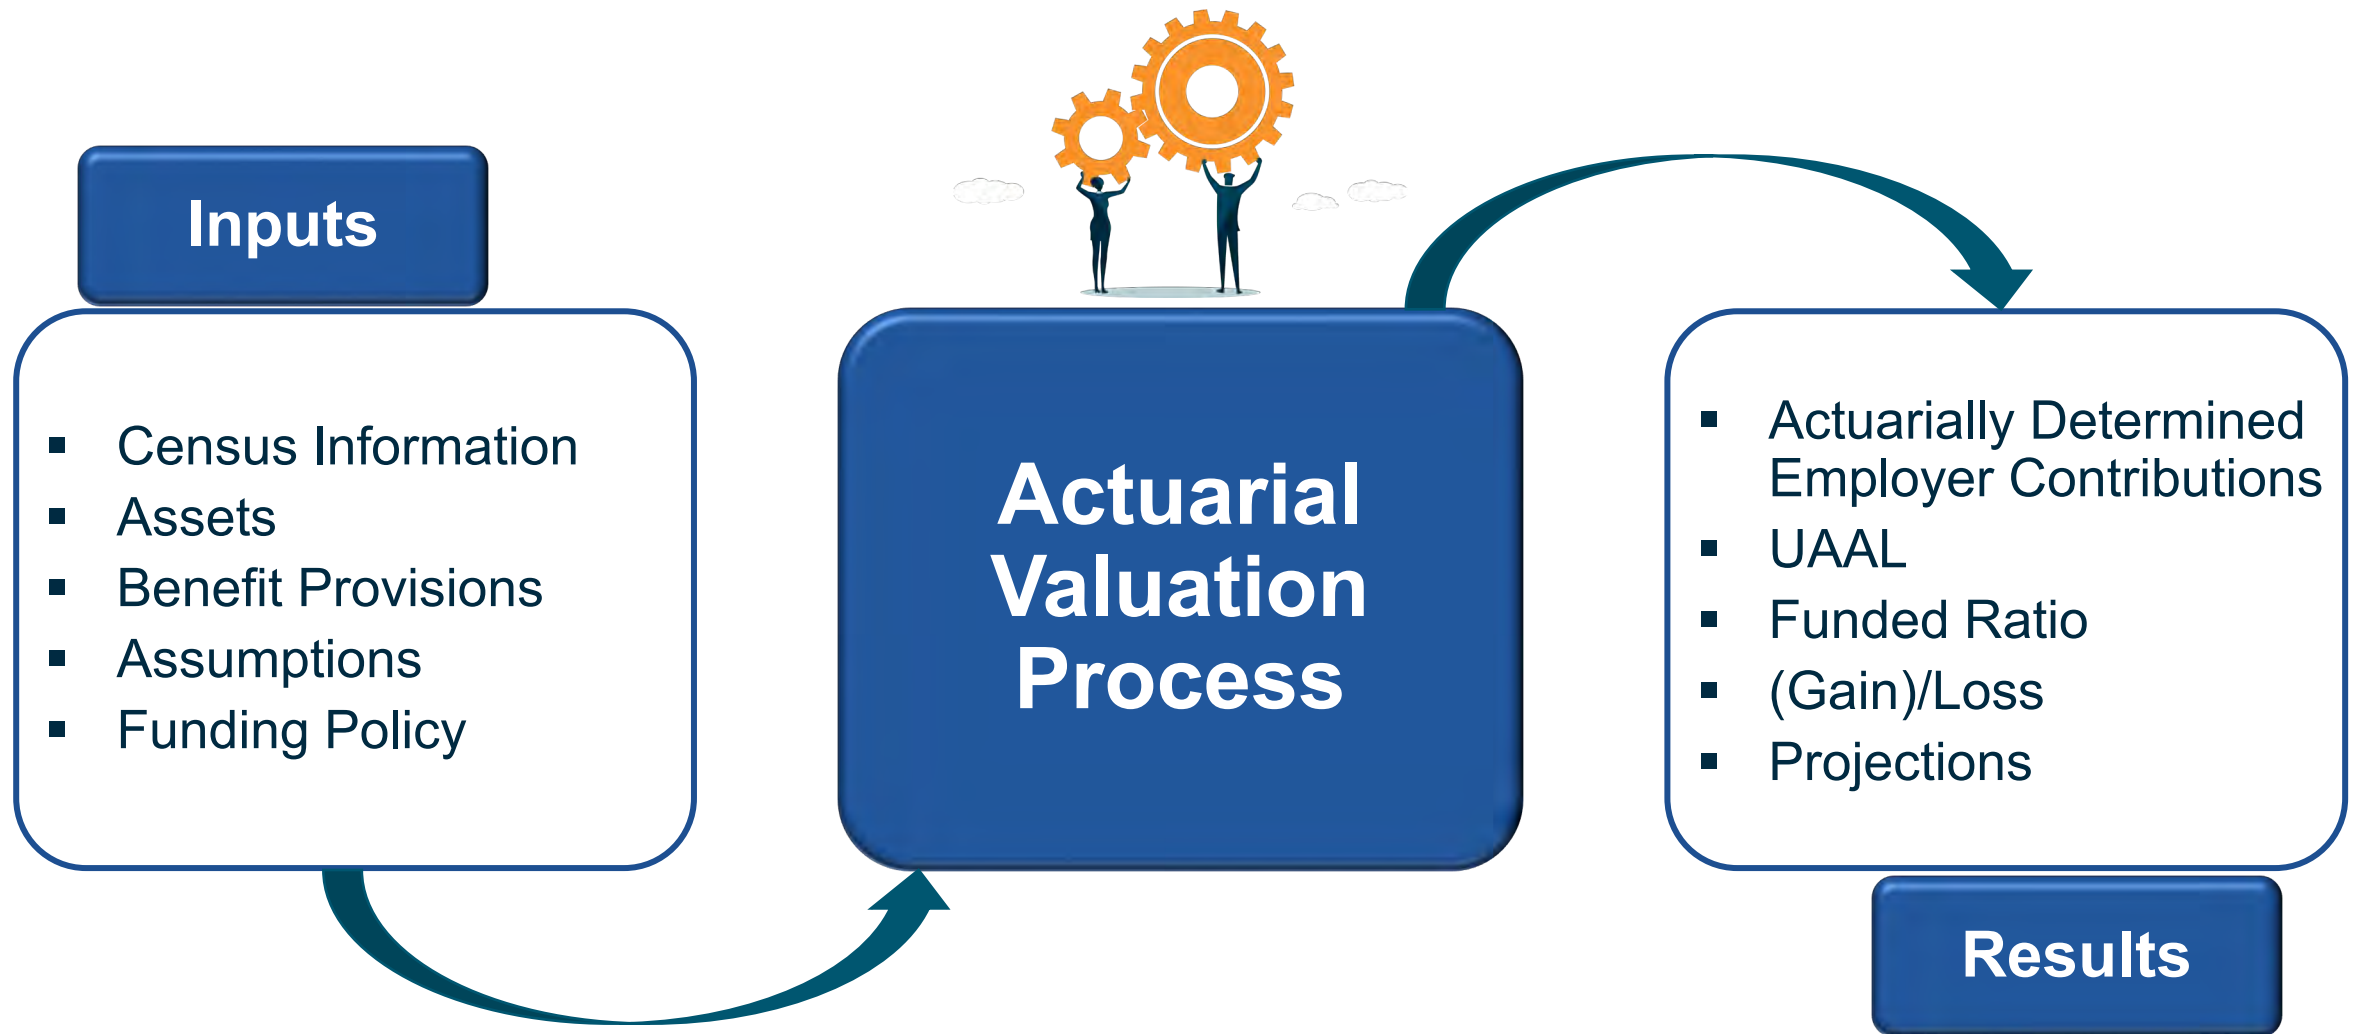 Inputs
▪ Census Information
▪ Assets
▪ Benefit Provisions
▪ Assumptions
▪ Funding Policy
Actuarial
Valuation
Process
▪ Actuarially Determined
Employer Contributions
▪ UAAL
▪ Funded Ratio
▪ (Gain)/Loss
▪ Projections
Results